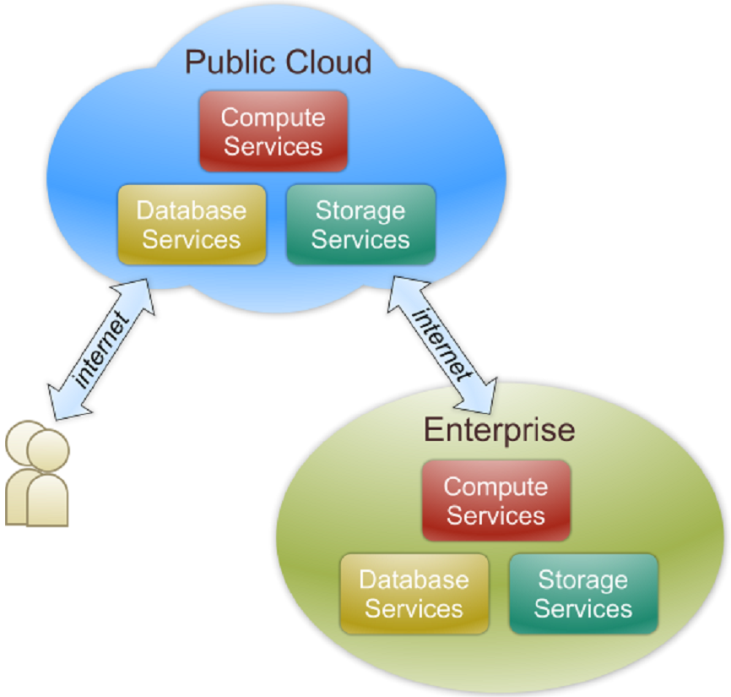 Public Cloud
Compute
Services
Database
Services
Storage
Services
internet
internet
Enterprise
Compute
Services
Database
Services
Storage
Services